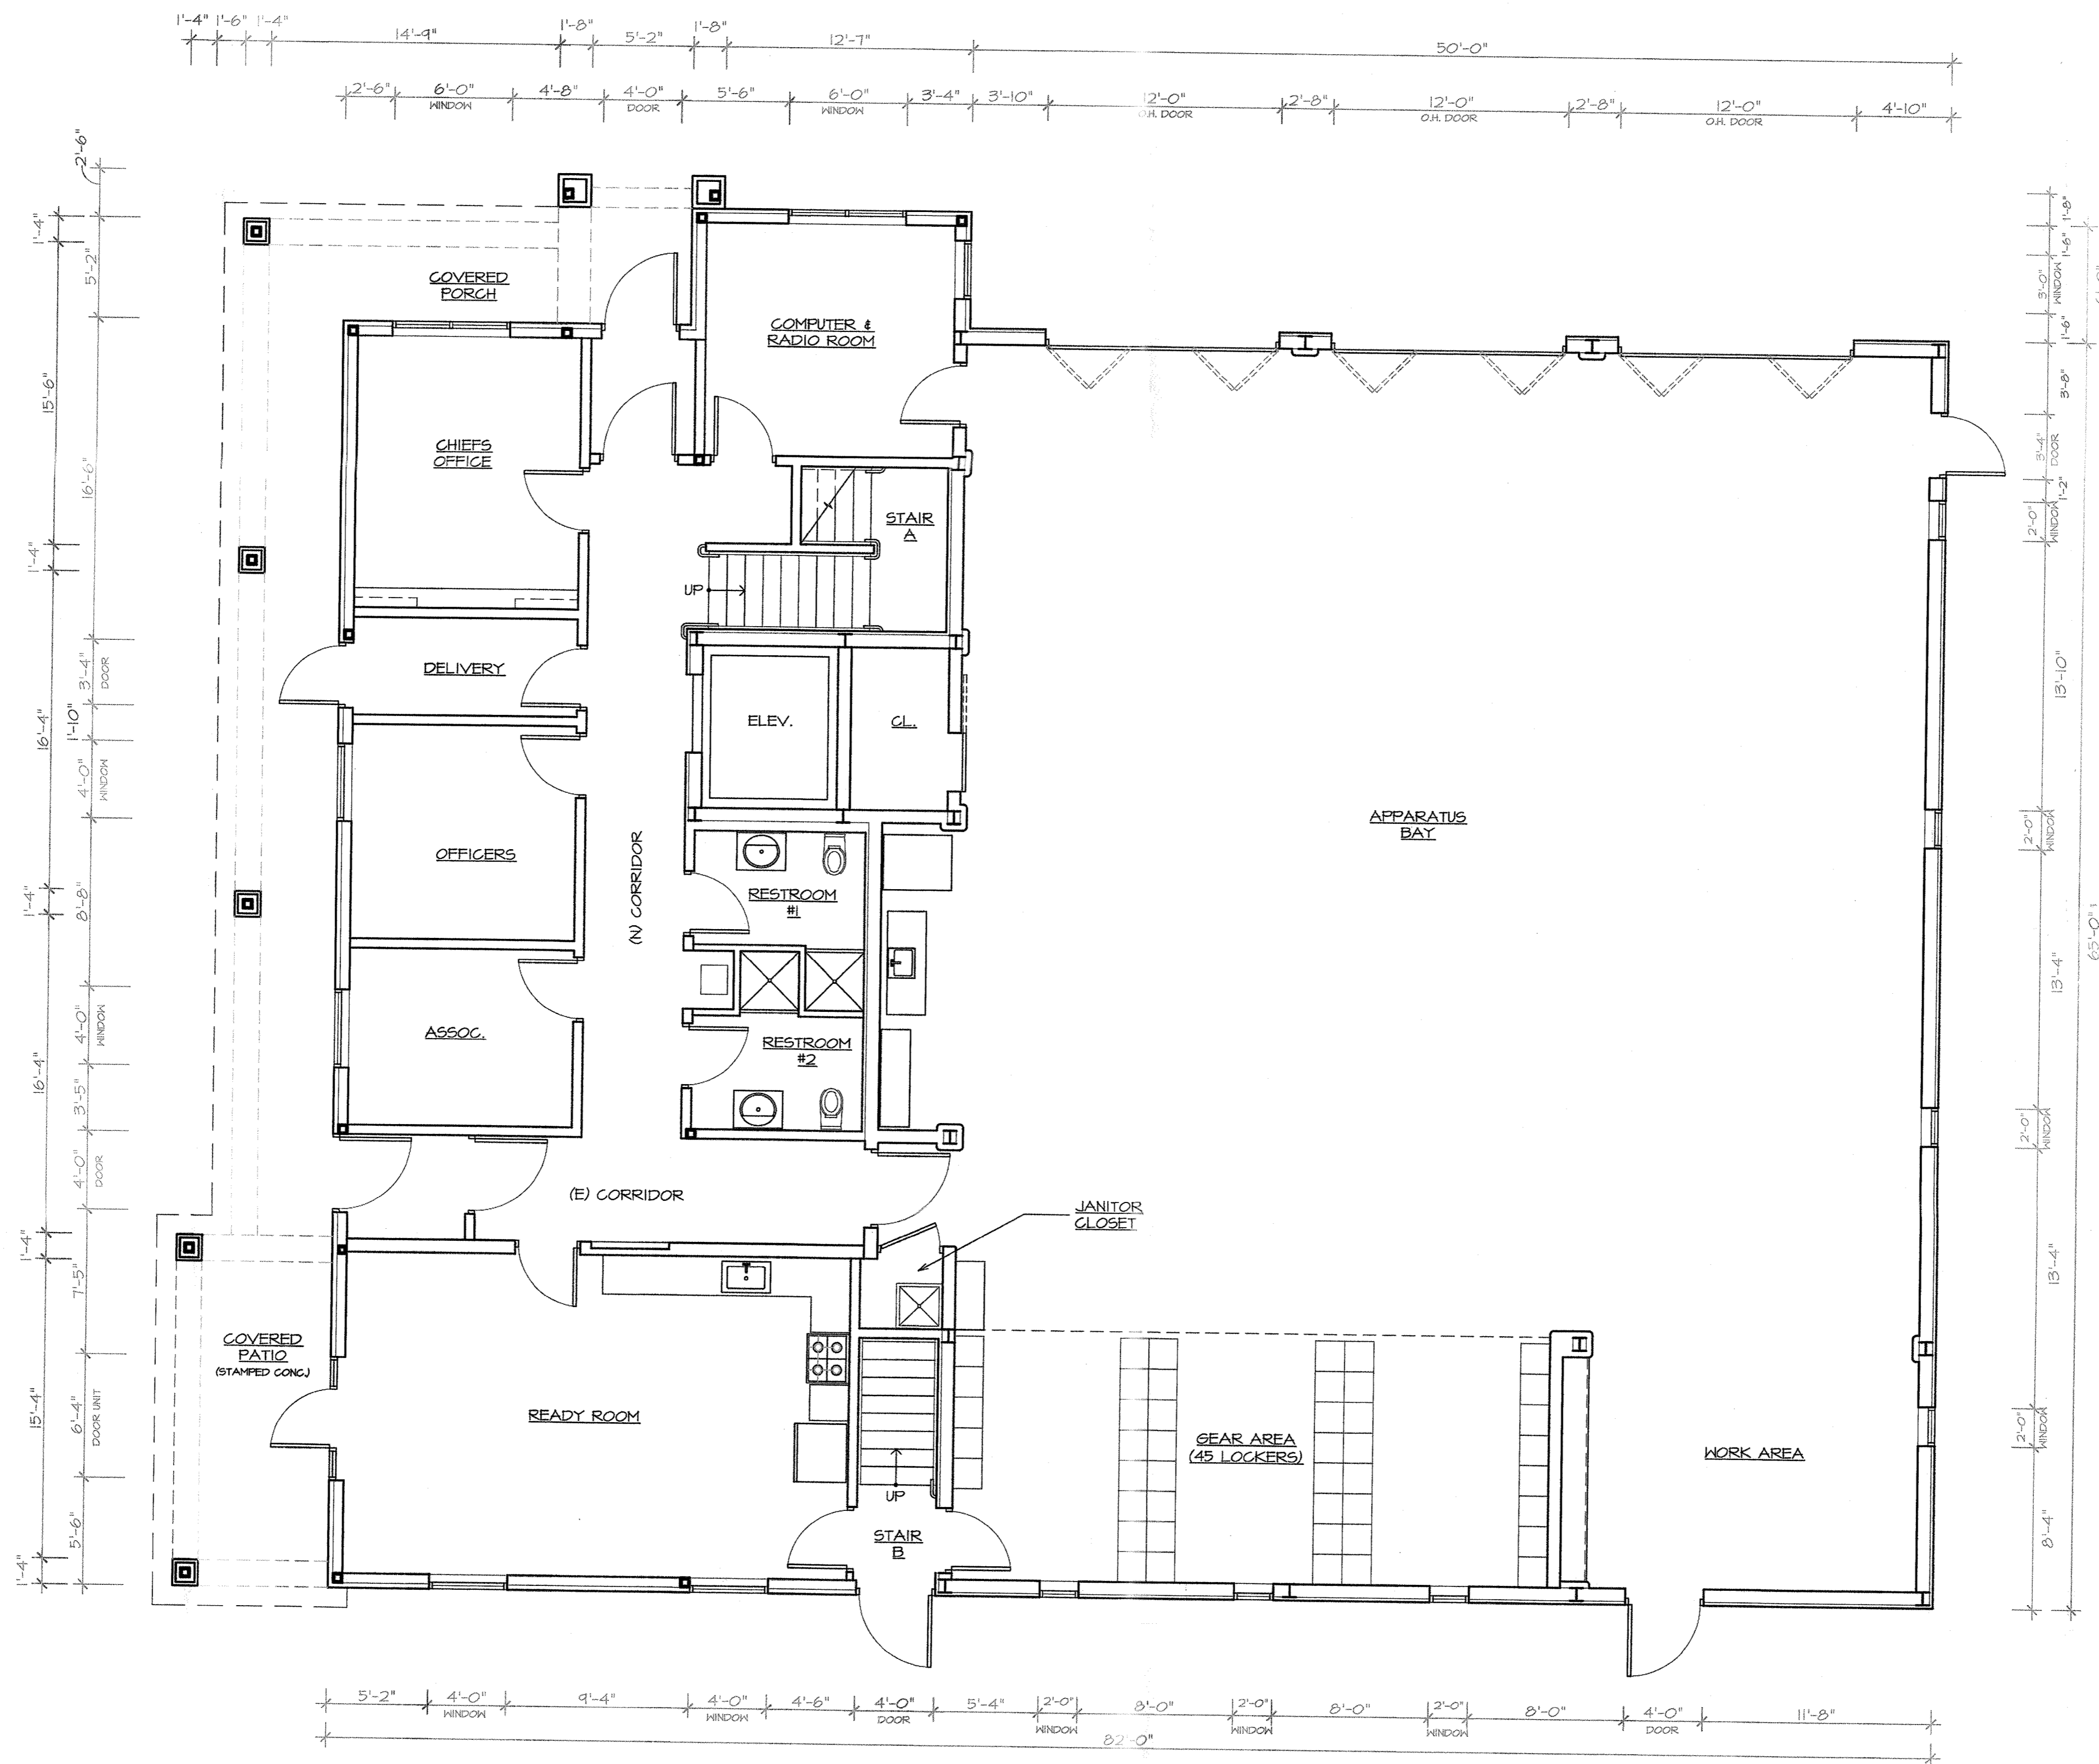 1'-4" 1'-6" 1'-4"
14'-9"
1'-8"
5'-2"
1'-8"
12'-7"
50'-0"
2'-6"
6'-0"
WINDOW
4'-8"
4'-0"
DOOR
5'-6"
6'-0"
WINDOW
3'-4"
3'-10"
12'-0"
O.H. DOOR
2'-8"
12'-0"
O.H. DOOR
2'-8"
12'-0"
O.H. DOOR
4'-10"
2'-6"
1'-4"
5'-2"
15'-6"
16'-6"
1'-4"
3'-4"
DOOR
1'-10"
16'-4"
4'-0"
WINDOW
8'-8"
1'-4"
4'-0"
WINDOW
16'-4"
3'-5"
4'-0"
DOOR
1'-4"
7'-5"
15'-4"
6'-4"
DOOR UNIT
5'-6"
1'-4"
COVERED
PORCH
COMPUTER &
RADIO ROOM
CHIEFS
OFFICE
STAIR
A
UP
DELIVERY
ELEV.
CL.
APPARATUS
BAY
OFFICERS
(N) CORRIDOR
RESTROOM
#1
ASSOC.
RESTROOM
#2
(E) CORRIDOR
JANITOR
CLOSET
COVERED
PATIO
(STAMPED CONC.)
READY ROOM
GEAR AREA
(45 LOCKERS)
WORK AREA
UP
STAIR
B
1'-8"
1'-6"
3'-0"
WINDOW
1'-6"
3'-8"
3'-4"
DOOR
1'-2"
2'-0"
WINDOW
13'-10"
2'-0"
WINDOW
65'-0"
13'-4"
2'-0"
WINDOW
13'-4"
2'-0"
WINDOW
8'-4"
5'-2"
4'-0"
WINDOW
9'-4"
4'-0"
WINDOW
4'-6"
4'-0"
DOOR
5'-4"
2'-0"
WINDOW
8'-0"
2'-0"
WINDOW
8'-0"
2'-0"
WINDOW
8'-0"
4'-0"
DOOR
11'-8"
82'-0"